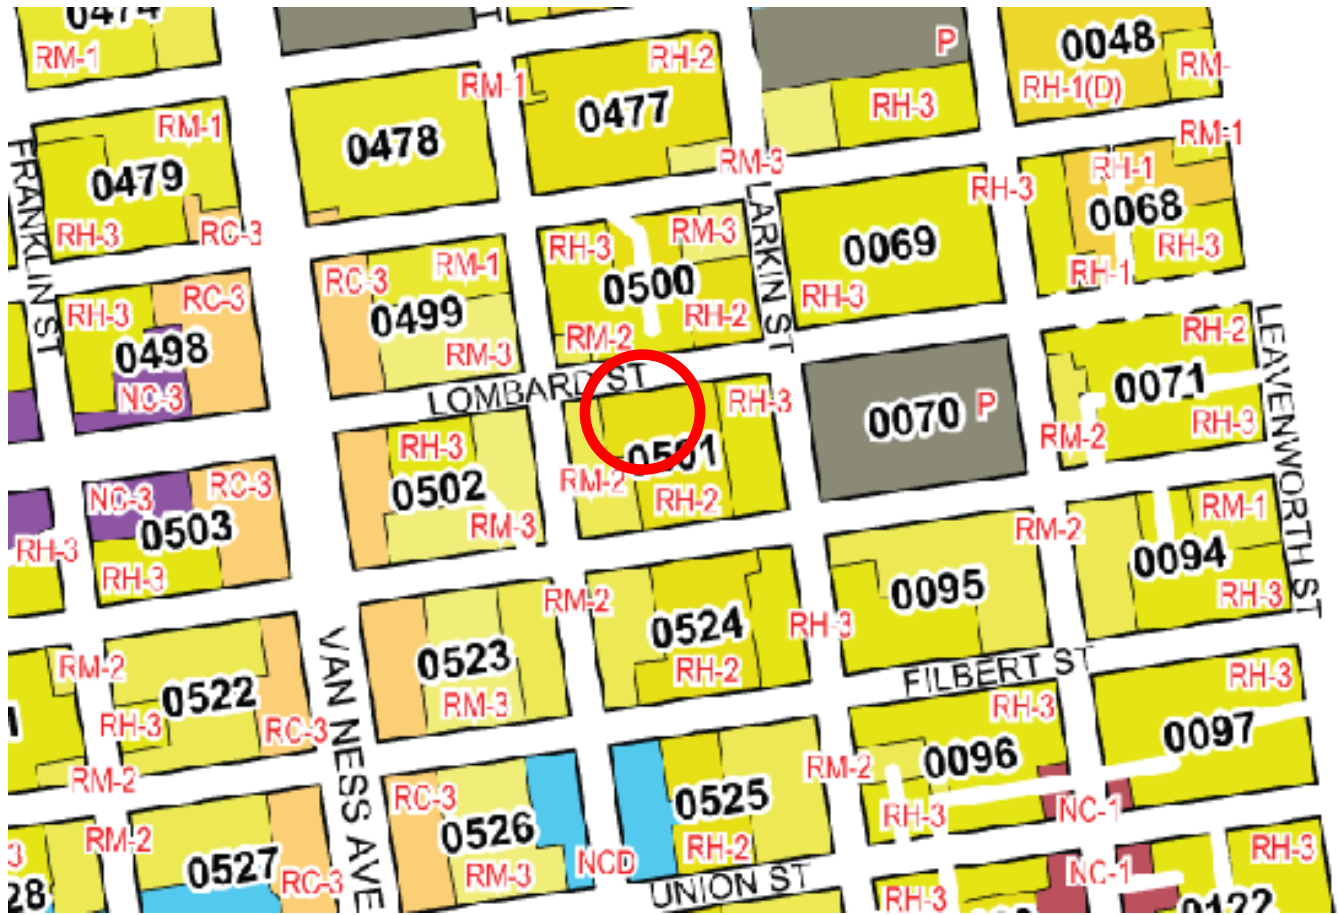 0474
RM-1
RM-1
RH-2
0477
P
0048
RH-1(D)
RM-
RH-3
0478
RM-1
0479
FRANKLIN ST
RH-3
RC-3
RM-3
LARKIN ST
RM-1
RH-1
0068
RH-3
RH-3
RH-1
0069
RH-3
RH-3
RM-3
0500
RH-2
RM-2
RC-3
RM-1
0499
RM-3
RH-3
RC-3
0498
NC-3
LOMBARD ST
RH-3
0501
RM-2
RH-2
0070
P
RH-2
0071
RH-3
RM-2
LEAVENWORTH ST
RH-3
0502
RM-3
NC-3
RC-3
0503
RH-3
RH-3
RM-2
RM-1
0094
RH-3
0095
RM-2
0524
RH-3
RH-2
0523
RM-3
VAN NESS AVE
RM-2
0522
RH-3
RC-3
RM-2
FILBERT ST
RH-3
RH-3
0097
0096
RM-2
RH-3
NC-1
RC-3
0526
RM-3
NCD
0525
RH-2
RM-2
0527
RC-3
UNION ST
NC-1
RH-3
RH-3
0122
3
28